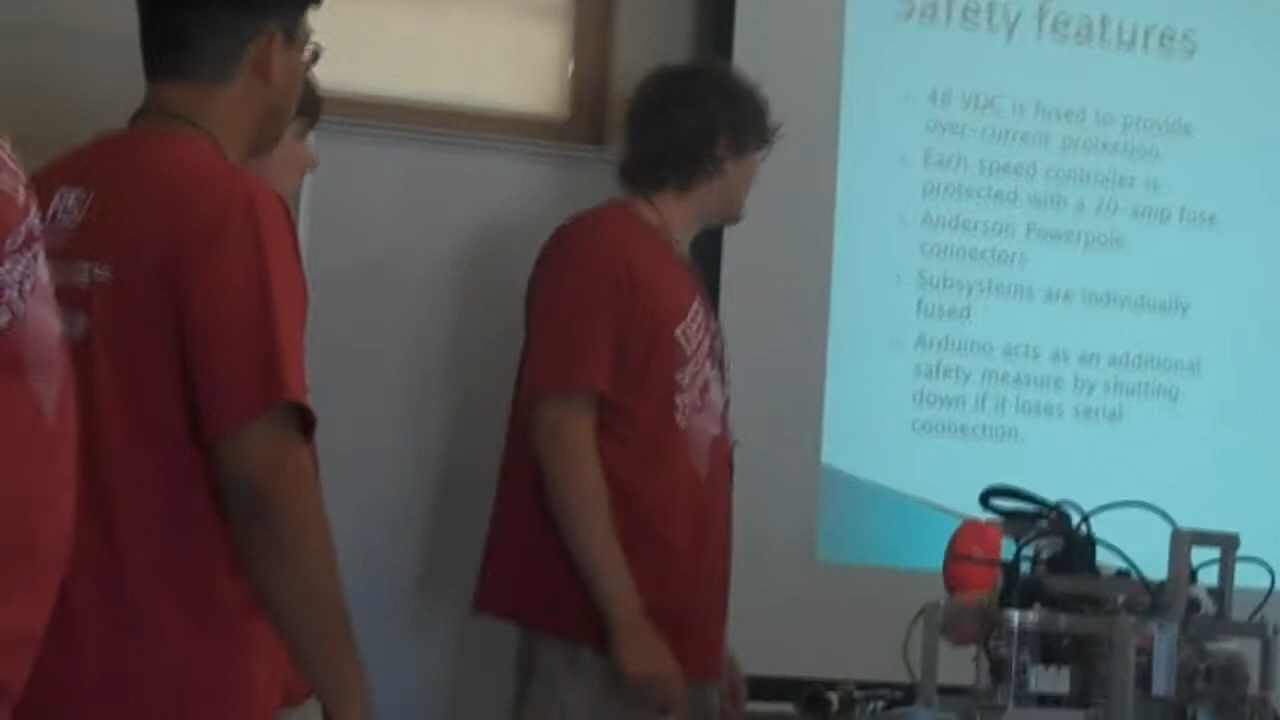 Safety features
48 VDC is fused to provide
over-current protection.
Each speed controller is
protected with a 20-amp fuse.
Anderson Powerpole
connectors
Subsystems are individually
fused
Arduino acts as an additional
safety measure by shutting
down if it loses serial
connection.